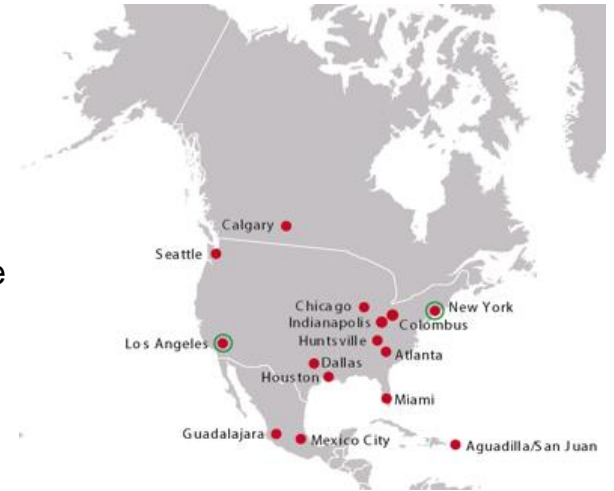 Calgary
Seattle
e
Chicago
New York
Indianapolis
Colombus
Los Angeles
Huntsville
Atlanta
Dallas
Houston
Miami
Guadalajara
Mexico City
Aguadilla/San Juan